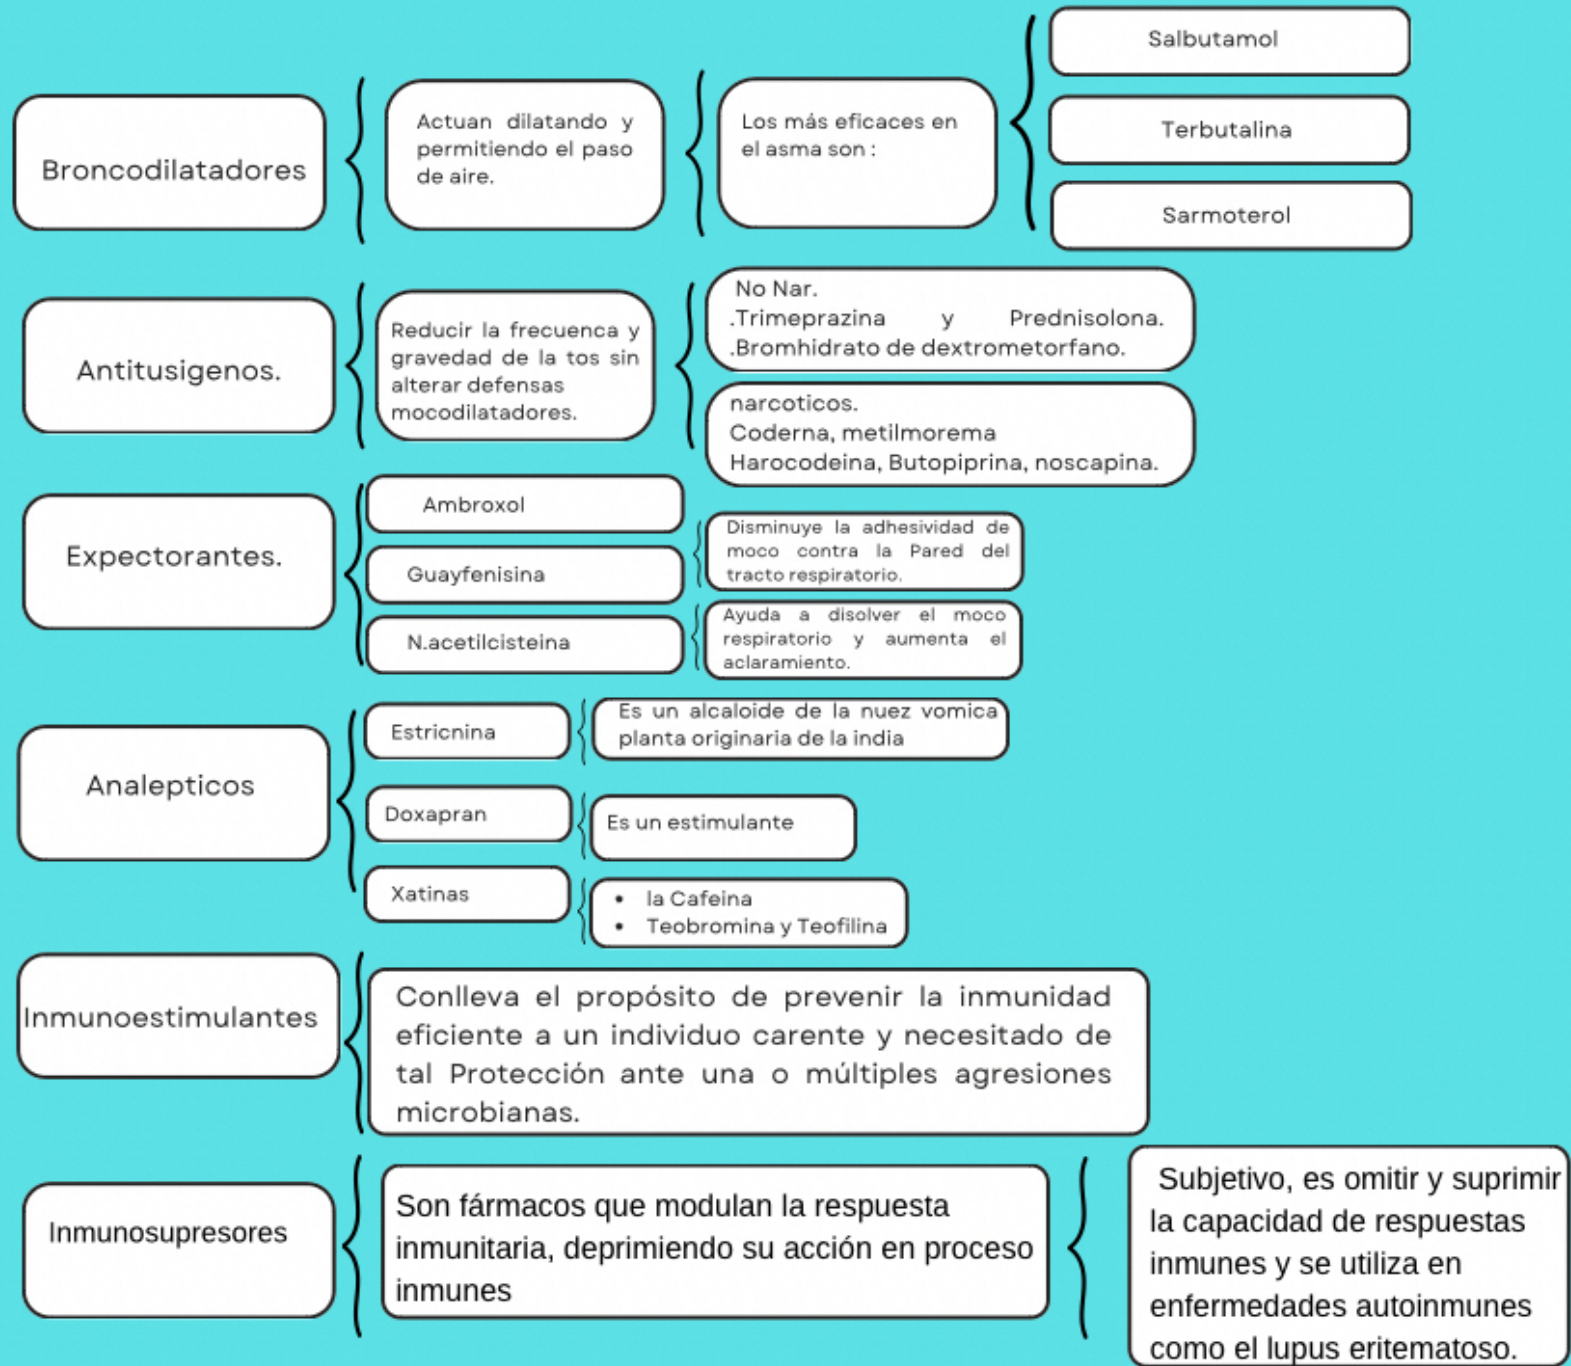 Broncodilatadores
Actuan dilatando y
permitiendo el paso
de aire.
Los más eficaces en
el asma son :
Salbutamol
Terbutalina
Sarmoterol
Antitusigenos.
Reducir la frecuenca y
gravedad de la tos sin
alterar defensas
mocodilatadores.
No Nar.
.Trimeprazina y Prednisolona.
.Bromhidrato de dextrometorfano.
narcoticos.
Coderna, metilmorema
Harocodeina, Butopiprina, noscapina.
Expectorantes.
Ambroxol
Guayfenisina
Disminuye la adhesividad de
moco contra la Pared del
tracto respiratorio.
N.acetilcisteina
Ayuda a disolver el moco
respiratorio y aumenta el
aclaramiento.
Analepticos
Estricnina
Es un alcaloide de la nuez vomica
planta originaria de la india
Doxapran
Es un estimulante
Xatinas
• la Cafeina
• Teobromina y Teofilina
Inmunoestimulantes
Conlleva el propósito de prevenir la inmunidad
eficiente a un individuo carente y necesitado de
tal Protección ante una o múltiples agresiones
microbianas.
Inmunosupresores
Son fármacos que modulan la respuesta
inmunitaria, deprimiendo su acción en proceso
inmunes
Subjetivo, es omitir y suprimir
la capacidad de respuestas
inmunes y se utiliza en
enfermedades autoinmunes
como el lupus eritematoso.